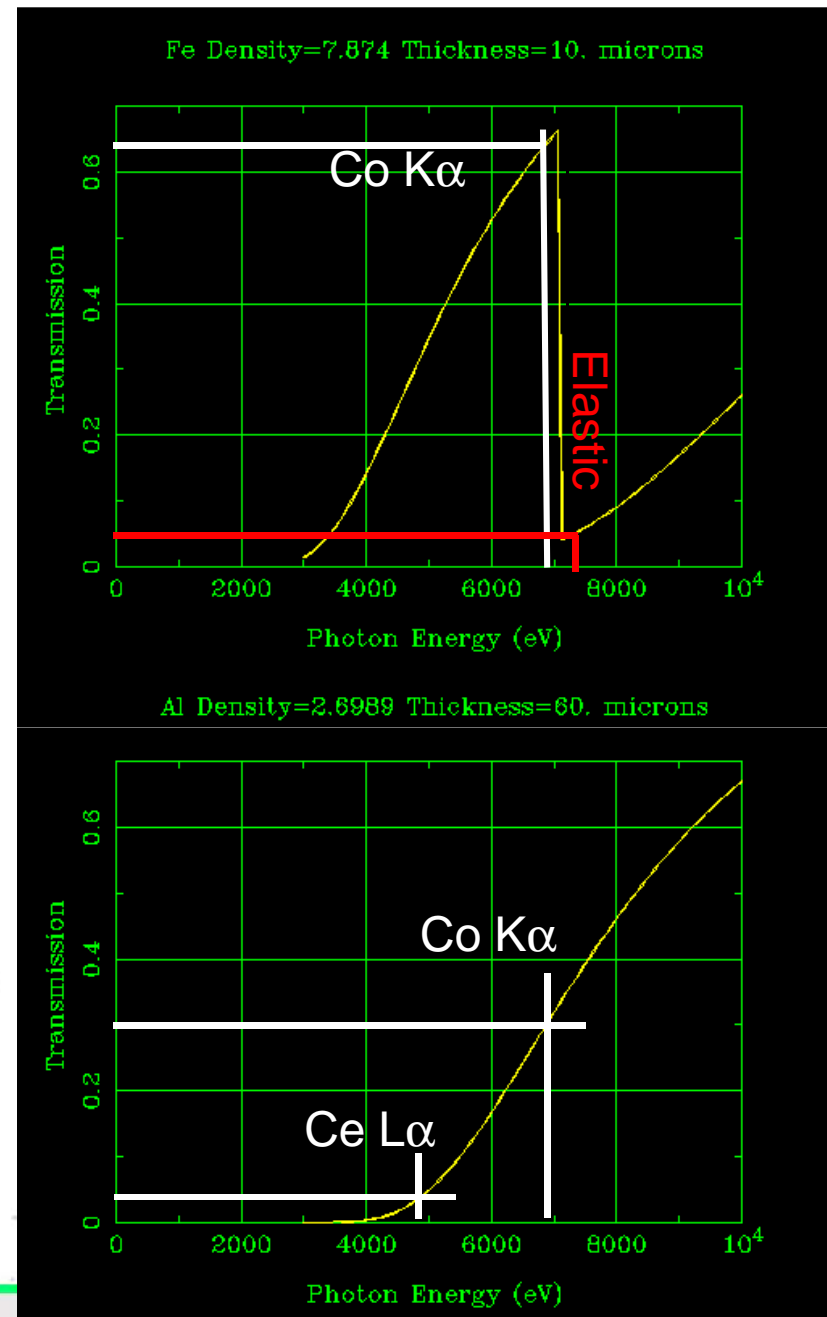 Fe Density=7.874 Thickness=10. microns
0.6
Co Kα
0.4
Transmission
Elastic
0.2
0
0 2000 4000 6000 8000 10⁴
Photon Energy (eV)
Al Density=2.6989 Thickness=60. microns
0.6
Co Kα
0.4
Transmission
0.2
Ce Lα
0
0 2000 4000 6000 8000 10⁴
Photon Energy (eV)